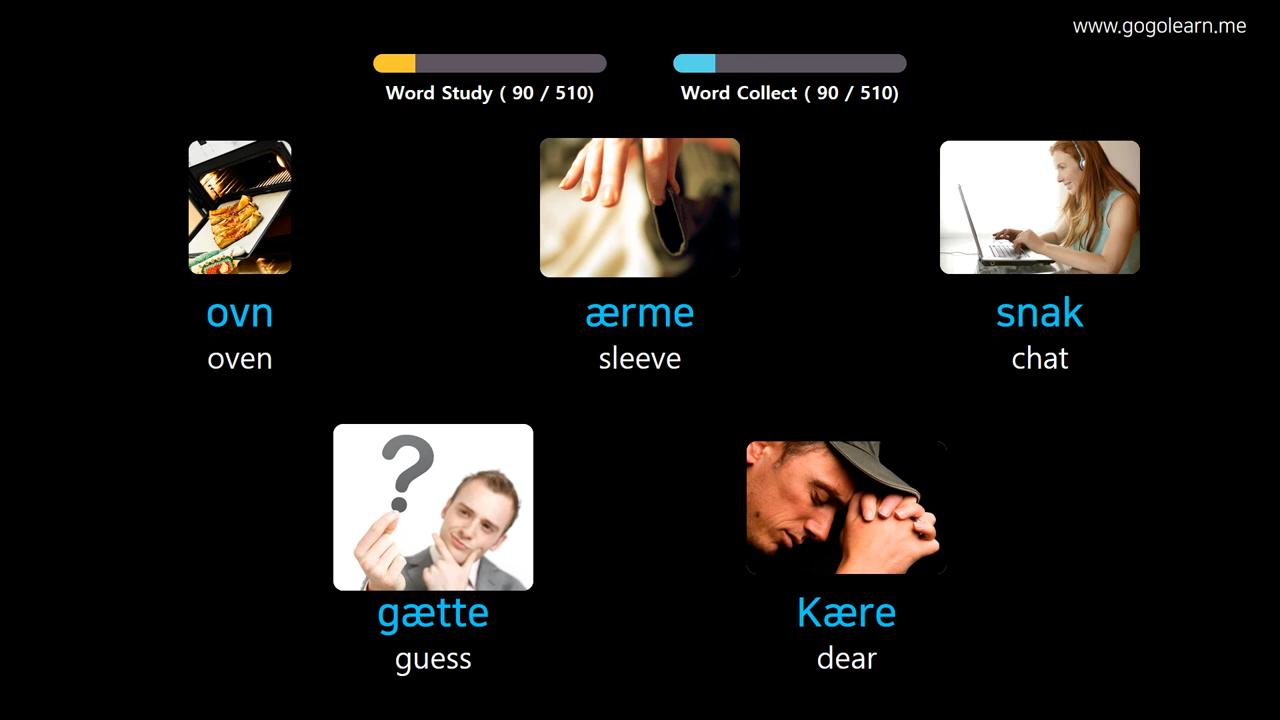 www.gogolearn.me
Word Study ( 90 / 510)
Word Collect ( 90 / 510)
ovn
oven
ærme
sleeve
snak
chat
?
gætte
guess
Kære
dear